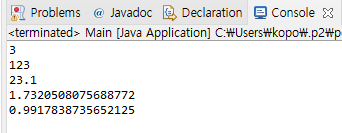 Problems @ Javadoc Declaration Console
<terminated> Main [Java Application] C:₩Users₩kopo₩.p2₩p
3
123
23.1
1.7320508075688772
0.9917838735652125